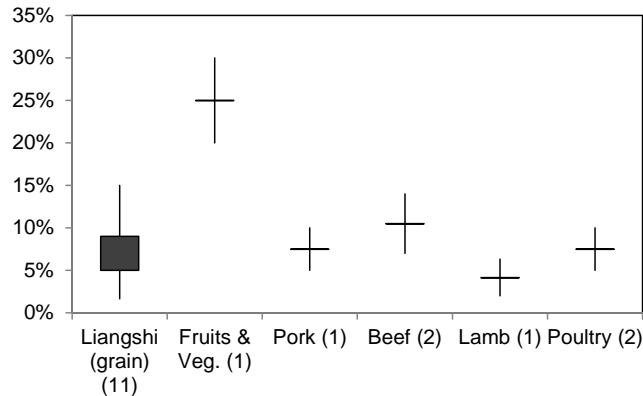 35%
30%
25%
20%
15%
10%
5%
0%
Liangshi (grain) (11)
Fruits & Veg. (1)
Pork (1)
Beef (2)
Lamb (1)
Poultry (2)